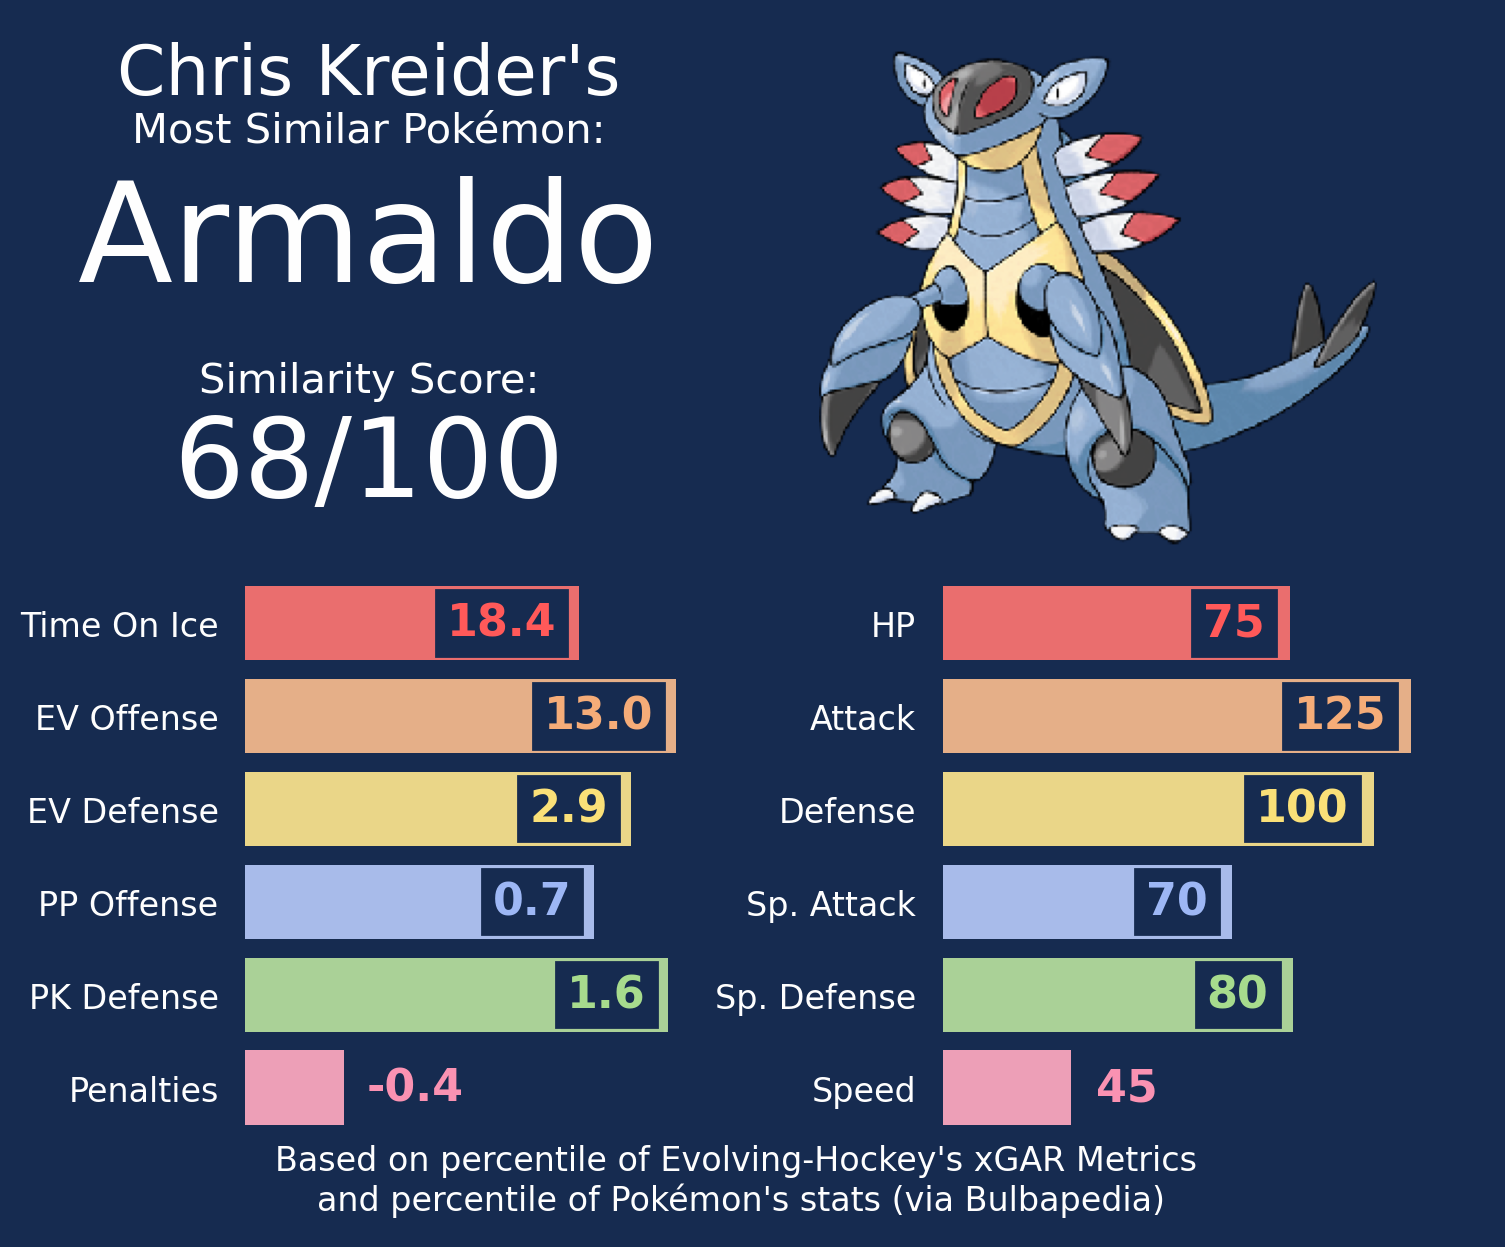 Chris Kreider's
Most Similar Pokémon:
Armaldo
Similarity Score:
68/100
Time On Ice 18.4
EV Offense 13.0
EV Defense 2.9
PP Offense 0.7
PK Defense 1.6
Penalties -0.4
HP 75
Attack 125
Defense 100
Sp. Attack 70
Sp. Defense 80
Speed 45
Based on percentile of Evolving-Hockey's xGAR Metrics
and percentile of Pokémon's stats (via Bulbapedia)